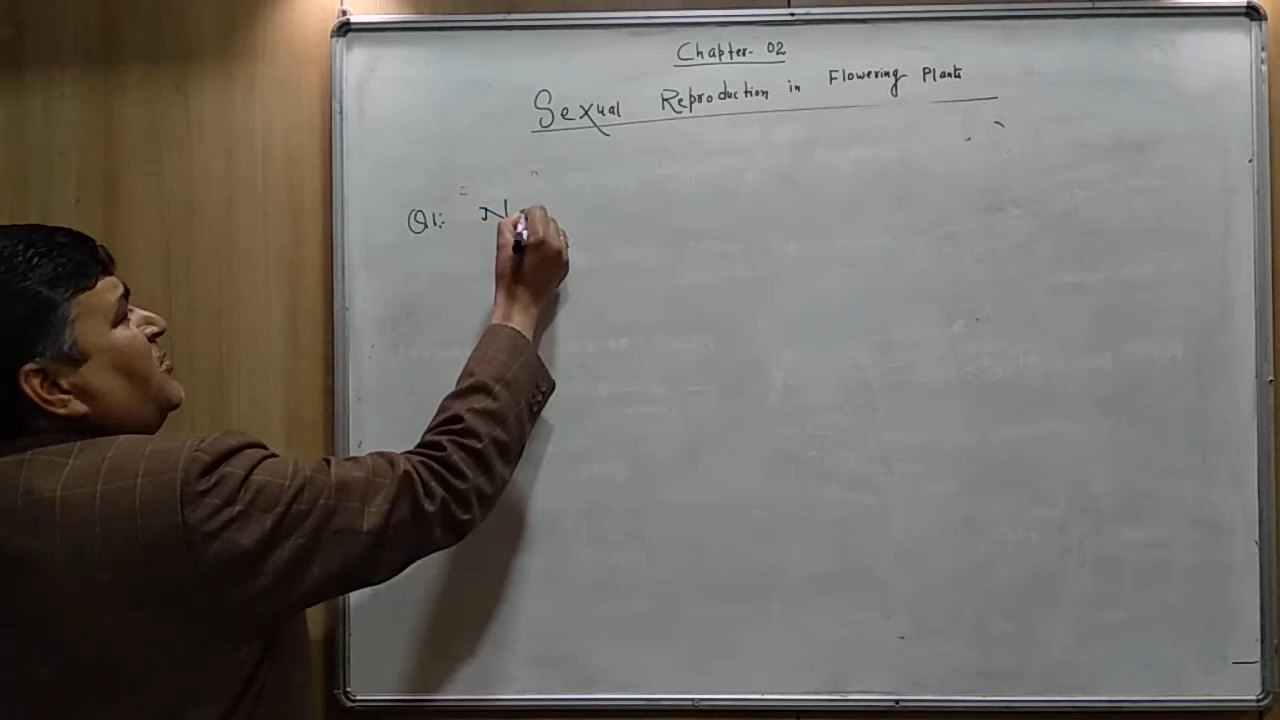 Chapter- 02
Sexual Reproduction in Flowering Plants
Q1:- N